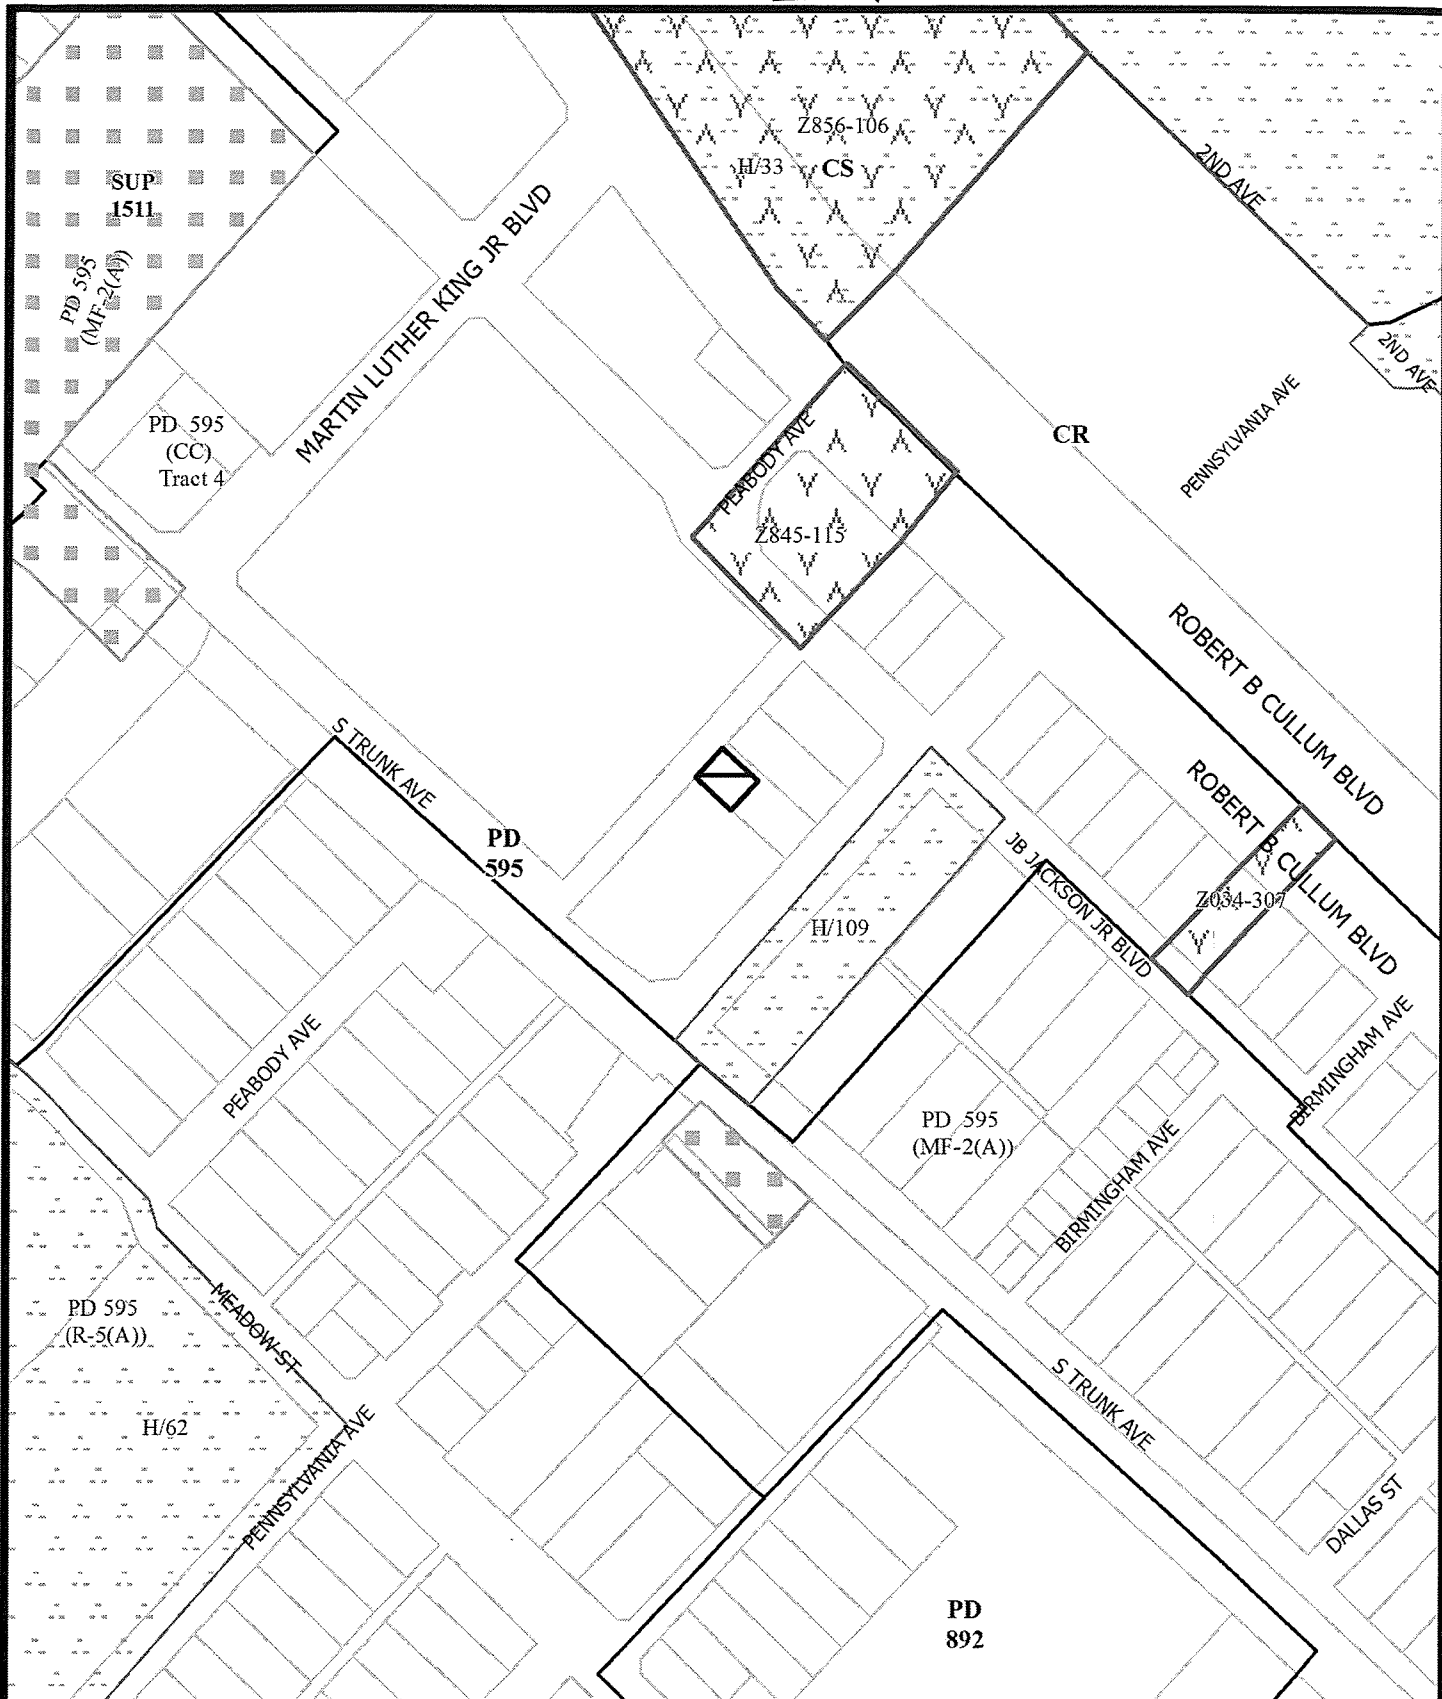 Z856-106
H/33
CS
2ND AVE
SUP
1511
MARTIN LUTHER KING JR BLVD
PD 595
(MF-2(A))
2ND AVE
PD 595
(CC)
Tract 4
PEABODY AVE
CR
PENNSYLVANIA AVE
Z845-115
ROBERT B CULLUM BLVD
S TRUNK AVE
PD
595
ROBERT B CULLUM BLVD
JB JACKSON JR BLVD
Z034-307
H/109
PEABODY AVE
BIRMINGHAM AVE
PD 595
(MF-2(A))
BIRMINGHAM AVE
PD 595
(R-5(A))
MEADOW ST
H/62
PENNSYLVANIA AVE
S TRUNK AVE
DALLAS ST
PD
892